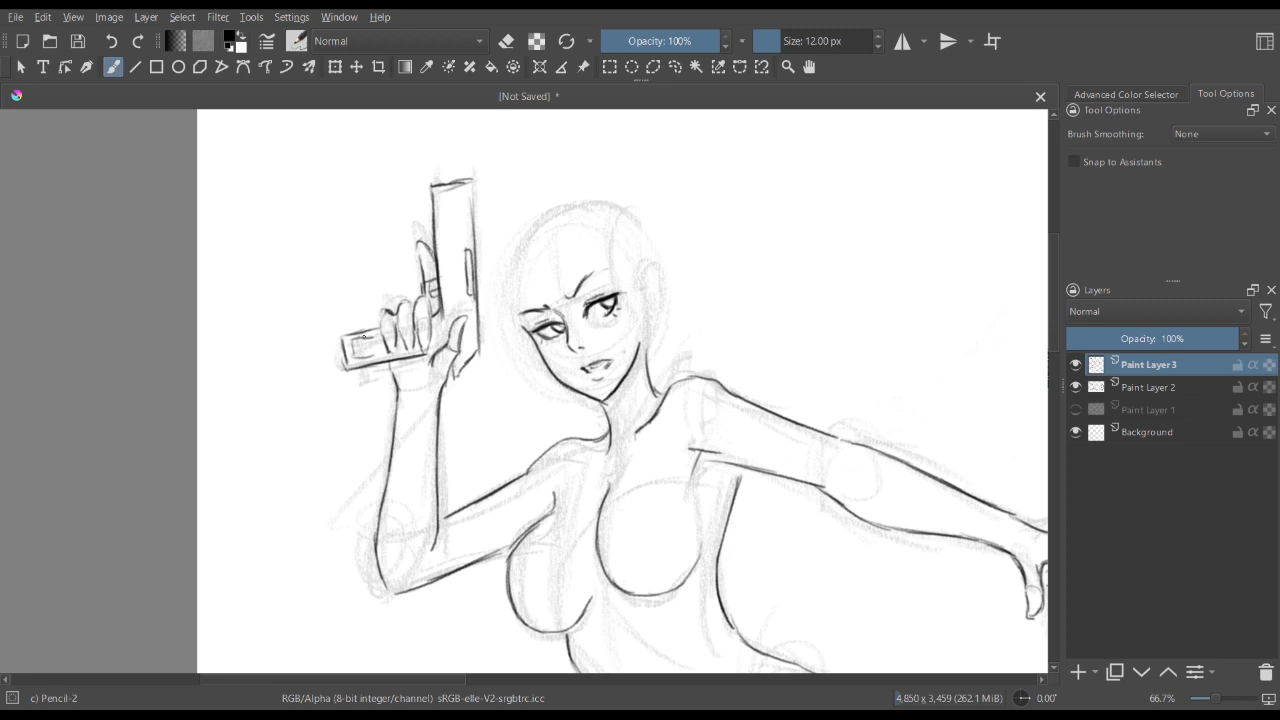 File Edit View Image Layer Select Filter Tools Settings Window Help
Normal Opacity: 100% Size: 12.00 px
[Not Saved] *
Advanced Color Selector Tool Options
Tool Options
Brush Smoothing: None
Snap to Assistants
Layers
Normal
Opacity: 100%
Paint Layer 3
Paint Layer 2
Paint Layer 1
Background
c) Pencil-2 RGB/Alpha (8-bit integer/channel) sRGB-elle-V2-srgbtrc.icc 4,850 x 3,459 (262.1 MiB) 0.00° 66.7%